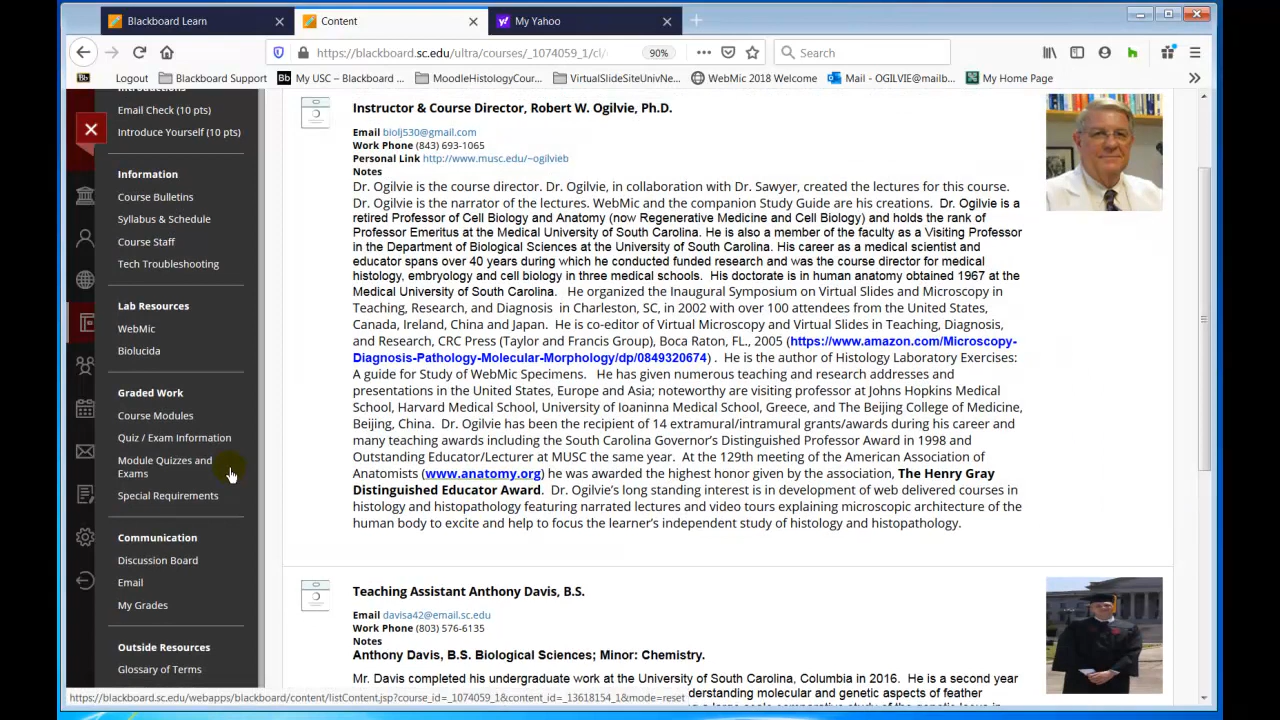 Blackboard Learn
Content
My Yahoo
https://blackboard.sc.edu/ultra/courses/_1074059_1/cl/
90%
Search
Bb
Logout
Blackboard Support
Bb My USC – Blackboard ...
MoodleHistologyCour...
VirtualSlideSiteUnivNe...
WebMic 2018 Welcome
Mail - OGILVIE@mailb...
My Home Page
Introductions
Email Check (10 pts)
Introduce Yourself (10 pts)
Information
Course Bulletins
Syllabus & Schedule
Course Staff
Tech Troubleshooting
Lab Resources
WebMic
Biolucida
Graded Work
Course Modules
Quiz / Exam Information
Module Quizzes and
Exams
Special Requirements
Communication
Discussion Board
Email
My Grades
Outside Resources
Glossary of Terms
Instructor & Course Director, Robert W. Ogilvie, Ph.D.
Email biolj530@gmail.com
Work Phone (843) 693-1065
Personal Link http://www.musc.edu/~ogilvieb
Notes
Dr. Ogilvie is the course director. Dr. Ogilvie, in collaboration with Dr. Sawyer, created the lectures for this course.
Dr. Ogilvie is the narrator of the lectures. WebMic and the companion Study Guide are his creations. Dr. Ogilvie is a
retired Professor of Cell Biology and Anatomy (now Regenerative Medicine and Cell Biology) and holds the rank of
Professor Emeritus at the Medical University of South Carolina. He is also a member of the faculty as a Visiting Professor
in the Department of Biological Sciences at the University of South Carolina. His career as a medical scientist and
educator spans over 40 years during which he conducted funded research and was the course director for medical
histology, embryology and cell biology in three medical schools. His doctorate is in human anatomy obtained 1967 at the
Medical University of South Carolina. He organized the Inaugural Symposium on Virtual Slides and Microscopy in
Teaching, Research, and Diagnosis in Charleston, SC, in 2002 with over 100 attendees from the United States,
Canada, Ireland, China and Japan. He is co-editor of Virtual Microscopy and Virtual Slides in Teaching, Diagnosis,
and Research, CRC Press (Taylor and Francis Group), Boca Raton, FL., 2005 (https://www.amazon.com/Microscopy-
Diagnosis-Pathology-Molecular-Morphology/dp/0849320674) . He is the author of Histology Laboratory Exercises:
A guide for Study of WebMic Specimens. He has given numerous teaching and research addresses and
presentations in the United States, Europe and Asia; noteworthy are visiting professor at Johns Hopkins Medical
School, Harvard Medical School, University of Ioaninna Medical School, Greece, and The Beijing College of Medicine,
Beijing, China. Dr. Ogilvie has been the recipient of 14 extramural/intramural grants/awards during his career and
many teaching awards including the South Carolina Governor's Distinguished Professor Award in 1998 and
Outstanding Educator/Lecturer at MUSC the same year. At the 129th meeting of the American Association of
Anatomists (www.anatomy.org) he was awarded the highest honor given by the association, The Henry Gray
Distinguished Educator Award. Dr. Ogilvie's long standing interest is in development of web delivered courses in
histology and histopathology featuring narrated lectures and video tours explaining microscopic architecture of the
human body to excite and help to focus the learner's independent study of histology and histopathology.
Teaching Assistant Anthony Davis, B.S.
Email davisa42@email.sc.edu
Work Phone (803) 576-6135
Notes
Anthony Davis, B.S. Biological Sciences; Minor: Chemistry.
Mr. Davis completed his undergraduate work at the University of South Carolina, Columbia in 2016. He is a second year
derstanding molecular and genetic aspects of feather
https://blackboard.sc.edu/webapps/blackboard/content/listContent.jsp?course_id=_1074059_1&content_id=_13618154_1&mode=reset